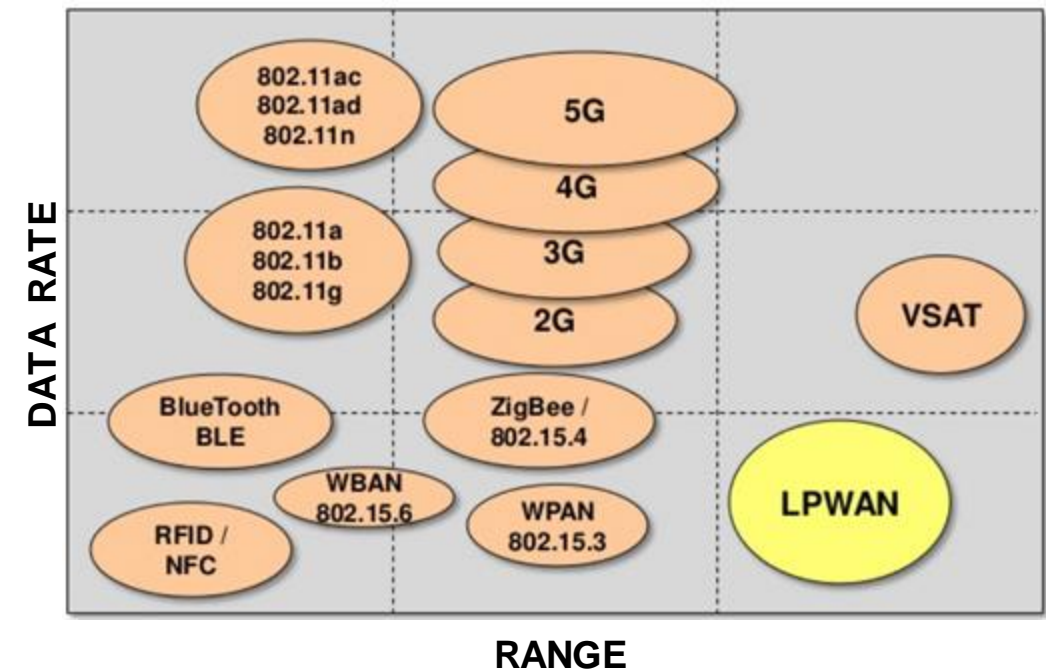 802.11ac
802.11ad
802.11n
5G
4G
802.11a
802.11b
802.11g
3G
2G
VSAT
BlueTooth
BLE
ZigBee /
802.15.4
WBAN
802.15.6
WPAN
802.15.3
LPWAN
RFID /
NFC
DATA RATE
RANGE